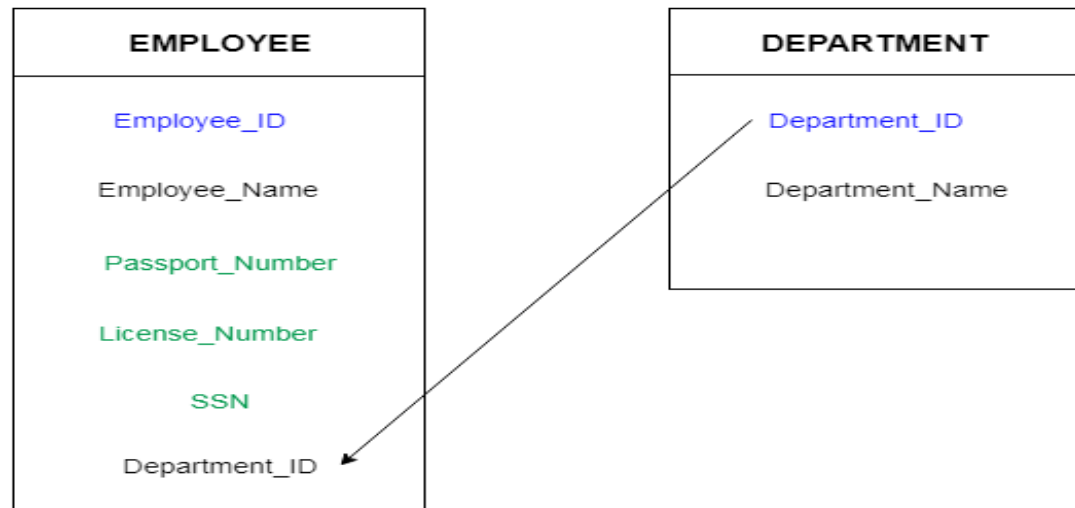 EMPLOYEE
Employee_ID
Employee_Name
Passport_Number
License_Number
SSN
Department_ID
DEPARTMENT
Department_ID
Department_Name